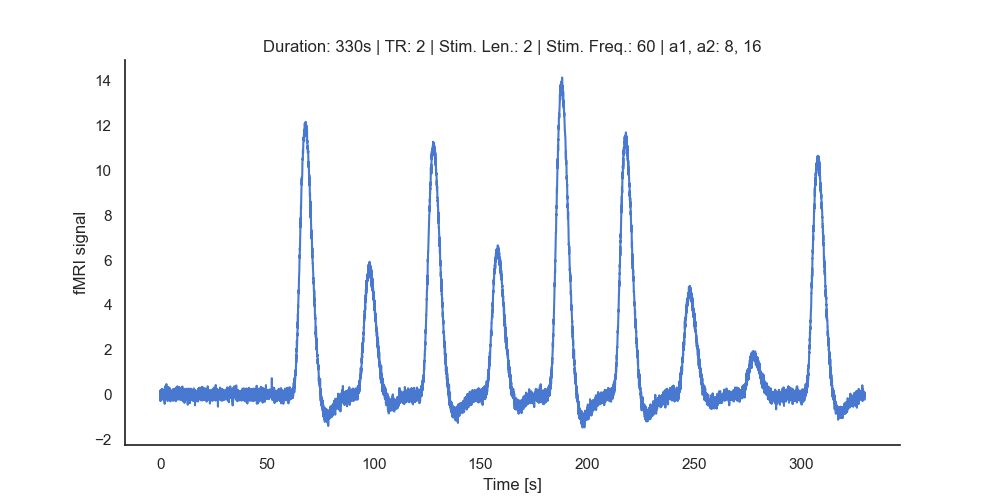 Duration: 330s | TR: 2 | Stim. Len.: 2 | Stim. Freq.: 60 | a1, a2: 8, 16
14
12
10
8
6
4
2
0
−2
fMRI signal
0 50 100 150 200 250 300
Time [s]